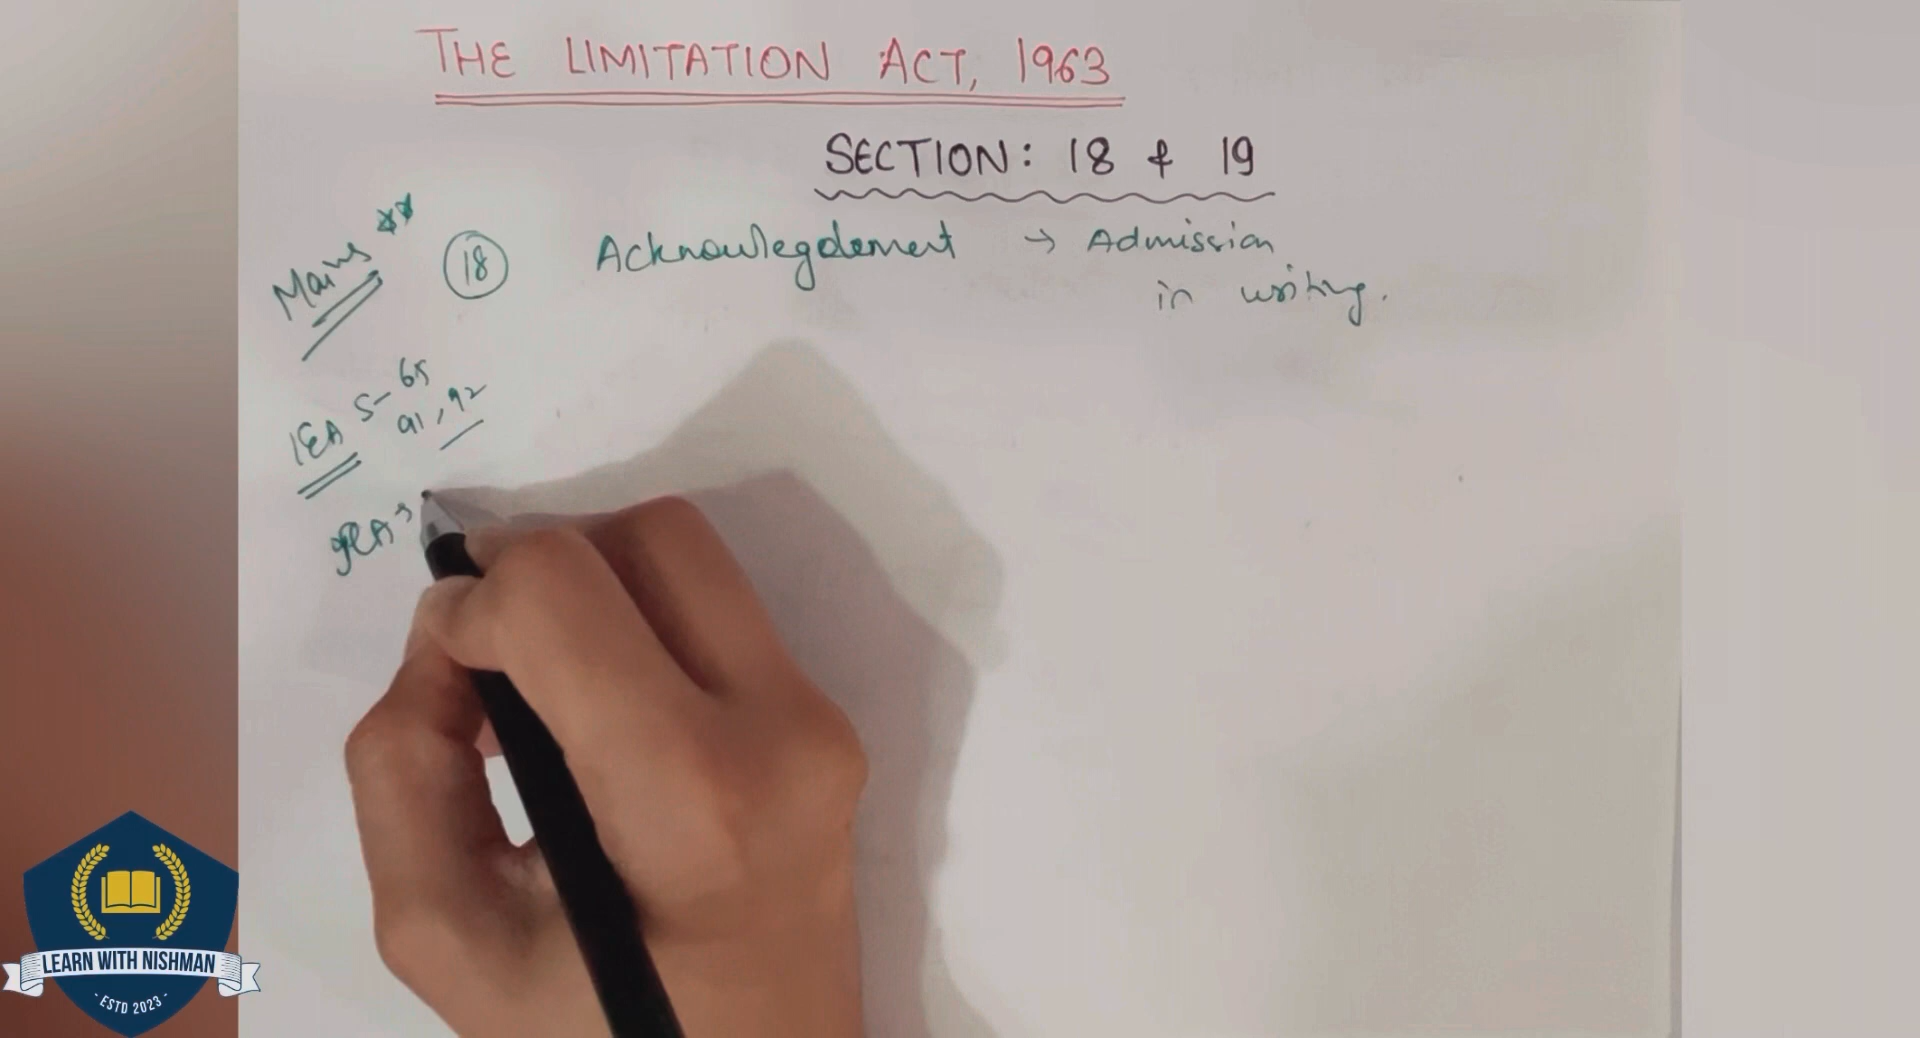 THE LIMITATION ACT, 1963
SECTION: 18 & 19
Mains **
18 Acknowlegdement → Admission
in writing.
IEA S- 65
91, 92
LEARN WITH NISHMAN
- ESTD 2023 -